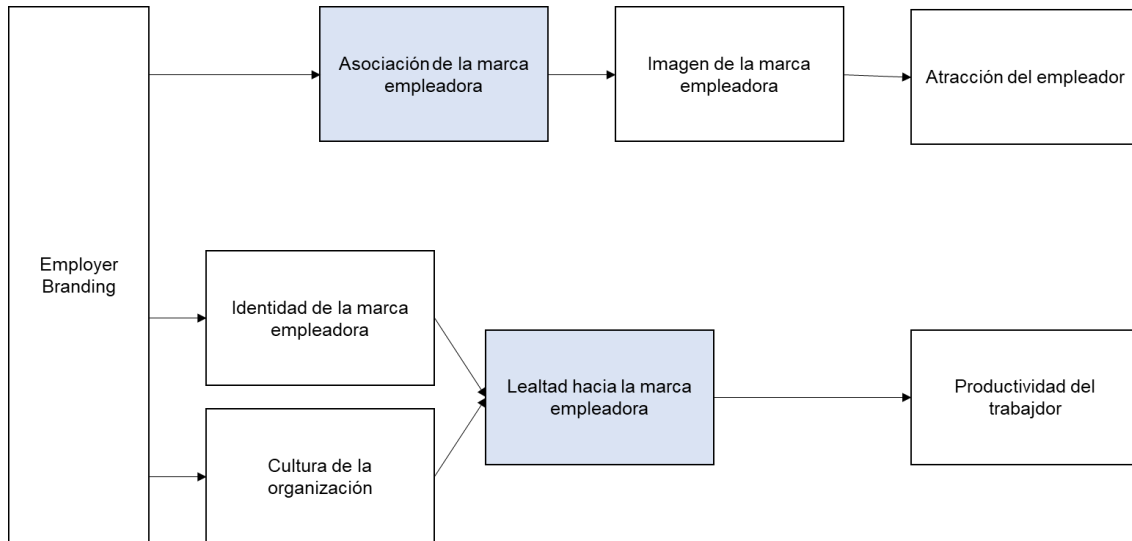 Asociación de la marca
empleadora
Imagen de la marca
empleadora
Atracción del empleador
Employer
Branding
Identidad de la marca
empleadora
Lealtad hacia la marca
empleadora
Productividad del
trabajdor
Cultura de la
organización